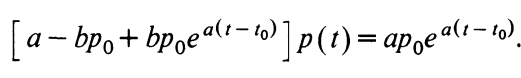 [a − bp₀ + bp₀e^{a(t − t₀)}] p(t) = ap₀e^{a(t − t₀)}.